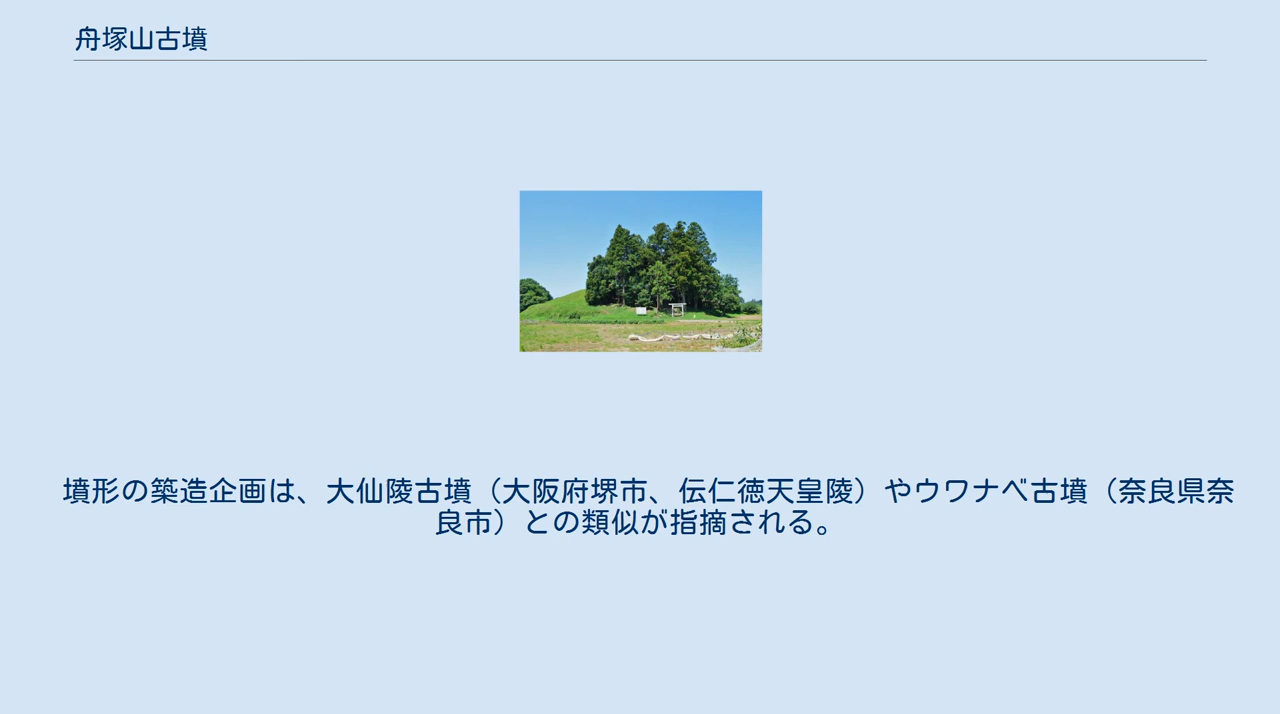 舟塚山古墳
墳形の築造企画は、大仙陵古墳（大阪府堺市、伝仁徳天皇陵）やウワナベ古墳（奈良県奈
良市）との類似が指摘される。